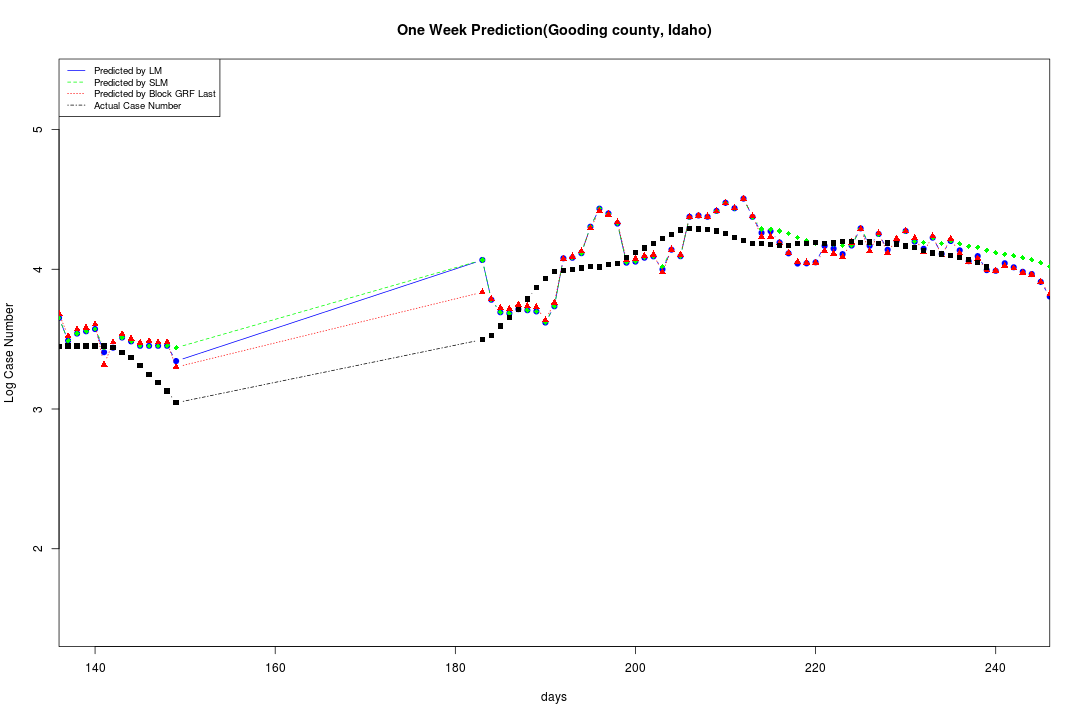 One Week Prediction(Gooding county, Idaho)
Predicted by LM
Predicted by SLM
Predicted by Block GRF Last
Actual Case Number
5
4
3
2
Log Case Number
140 160 180 200 220 240
days